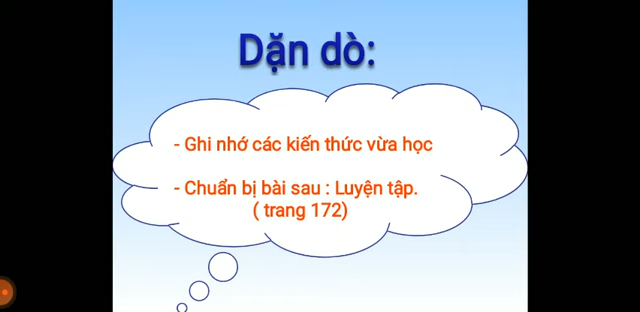 Dặn dò:
- Ghi nhớ các kiến thức vừa học
- Chuẩn bị bài sau : Luyện tập.
( trang 172)